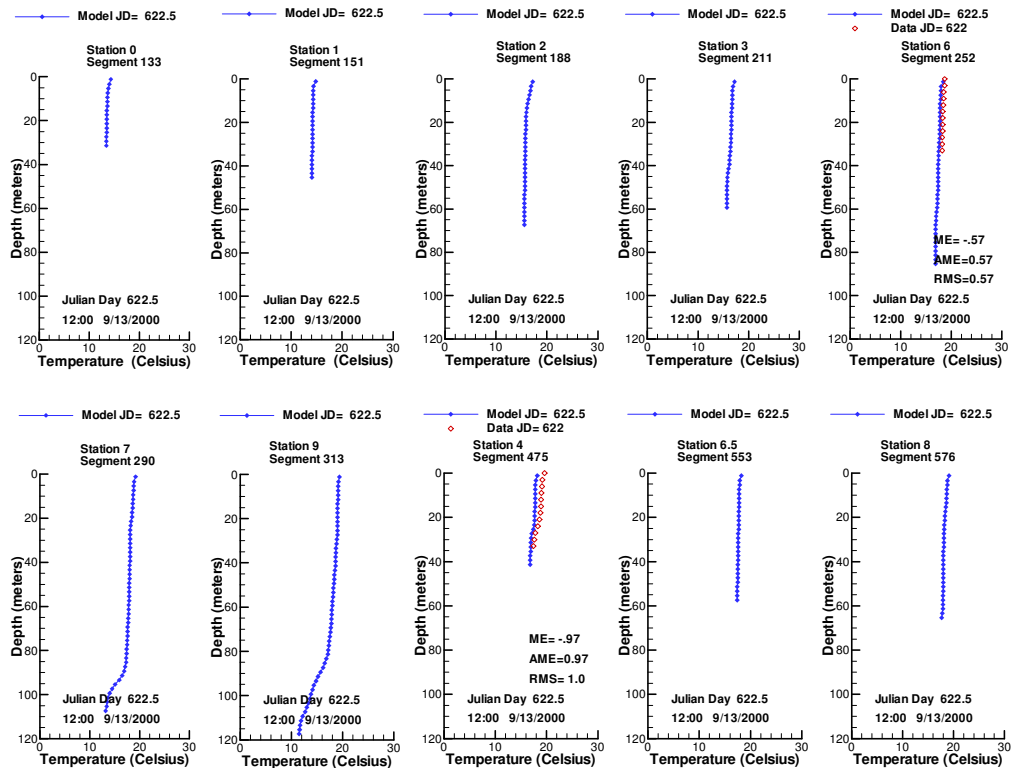 Model JD= 622.5
Station 0
Segment 133
0
20
40
60
80
100
120
Depth (meters)
Julian Day 622.5
12:00 9/13/2000
0 10 20 30
Temperature (Celsius)
Model JD= 622.5
Station 1
Segment 151
0
20
40
60
80
100
120
Depth (meters)
Julian Day 622.5
12:00 9/13/2000
0 10 20 30
Temperature (Celsius)
Model JD= 622.5
Station 2
Segment 188
0
20
40
60
80
100
120
Depth (meters)
Julian Day 622.5
12:00 9/13/2000
0 10 20 30
Temperature (Celsius)
Model JD= 622.5
Station 3
Segment 211
0
20
40
60
80
100
120
Depth (meters)
Julian Day 622.5
12:00 9/13/2000
0 10 20 30
Temperature (Celsius)
Model JD= 622.5
Data JD= 622
Station 6
Segment 252
0
20
40
60
80
100
120
Depth (meters)
ME= -.57
AME=0.57
RMS=0.57
Julian Day 622.5
12:00 9/13/2000
0 10 20 30
Temperature (Celsius)
Model JD= 622.5
Station 7
Segment 290
0
20
40
60
80
100
120
Depth (meters)
Julian Day 622.5
12:00 9/13/2000
0 10 20 30
Temperature (Celsius)
Model JD= 622.5
Station 9
Segment 313
0
20
40
60
80
100
120
Depth (meters)
Julian Day 622.5
12:00 9/13/2000
0 10 20 30
Temperature (Celsius)
Model JD= 622.5
Data JD= 622
Station 4
Segment 475
0
20
40
60
80
100
120
Depth (meters)
ME= -.97
AME=0.97
RMS= 1.0
Julian Day 622.5
12:00 9/13/2000
0 10 20 30
Temperature (Celsius)
Model JD= 622.5
Station 6.5
Segment 553
0
20
40
60
80
100
120
Depth (meters)
Julian Day 622.5
12:00 9/13/2000
0 10 20 30
Temperature (Celsius)
Model JD= 622.5
Station 8
Segment 576
0
20
40
60
80
100
120
Depth (meters)
Julian Day 622.5
12:00 9/13/2000
0 10 20 30
Temperature (Celsius)